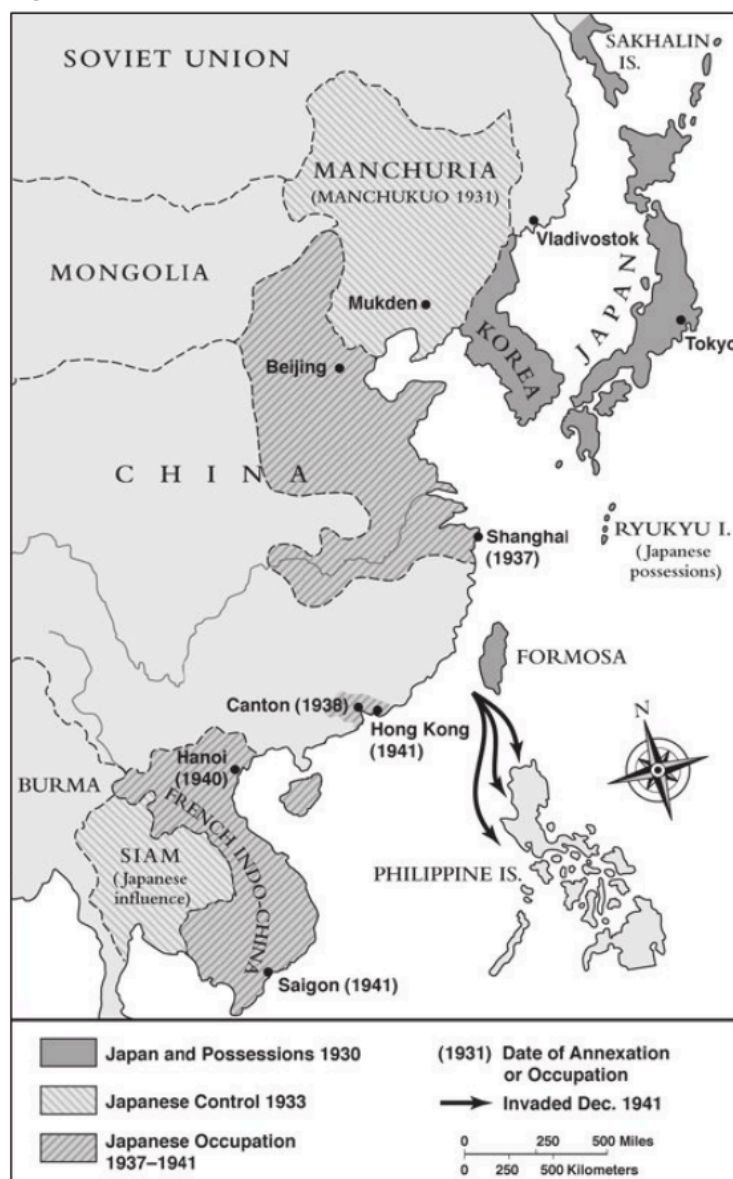 SOVIET UNION
SAKHALIN
IS.
MANCHURIA
(MANCHUKUO 1931)
Vladivostok
MONGOLIA
Mukden
KOREA
JAPAN
Tokyo
Beijing
CHINA
Shanghai
(1937)
RYUKYU I.
(Japanese
possessions)
FORMOSA
Canton (1938)
Hong Kong
(1941)
N
Hanoi
(1940)
BURMA
FRENCH INDO-CHINA
SIAM
(Japanese
influence)
PHILIPPINE IS.
Saigon (1941)
Japan and Possessions 1930
Japanese Control 1933
Japanese Occupation
1937–1941
(1931) Date of Annexation
or Occupation
Invaded Dec. 1941
0 250 500 Miles
0 250 500 Kilometers